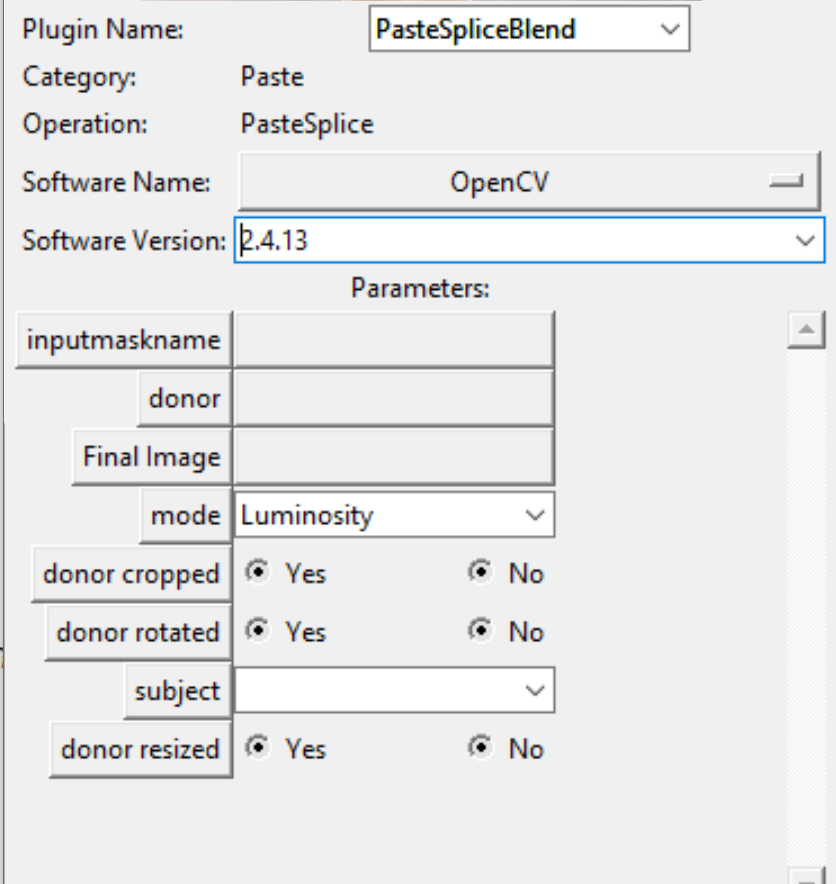 Plugin Name: PasteSpliceBlend
Category: Paste
Operation: PasteSplice
Software Name: OpenCV
Software Version: 2.4.13
Parameters:
inputmaskname
donor
Final Image
mode Luminosity
donor cropped Yes No
donor rotated Yes No
subject
donor resized Yes No